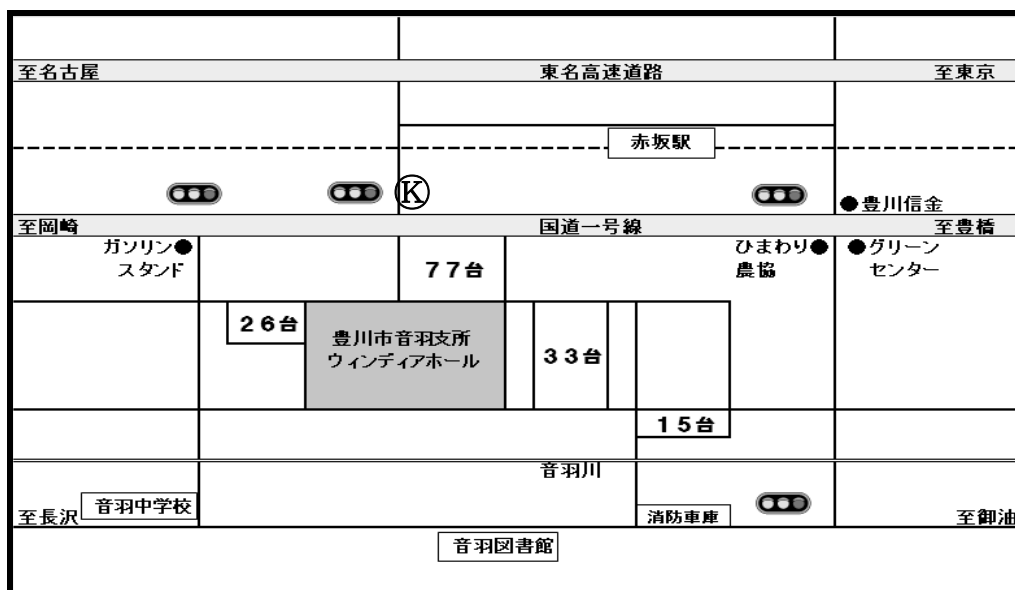 至名古屋 東名高速道路 至東京
赤坂駅
Ⓚ
●豊川信金
至岡崎 国道一号線 至豊橋
ガソリン●
スタンド
77台
ひまわり●
農協
●グリーン
センター
26台
豊川市音羽支所
ウィンディアホール
33台
15台
音羽川
至長沢
音羽中学校
消防車庫
至御油
音羽図書館